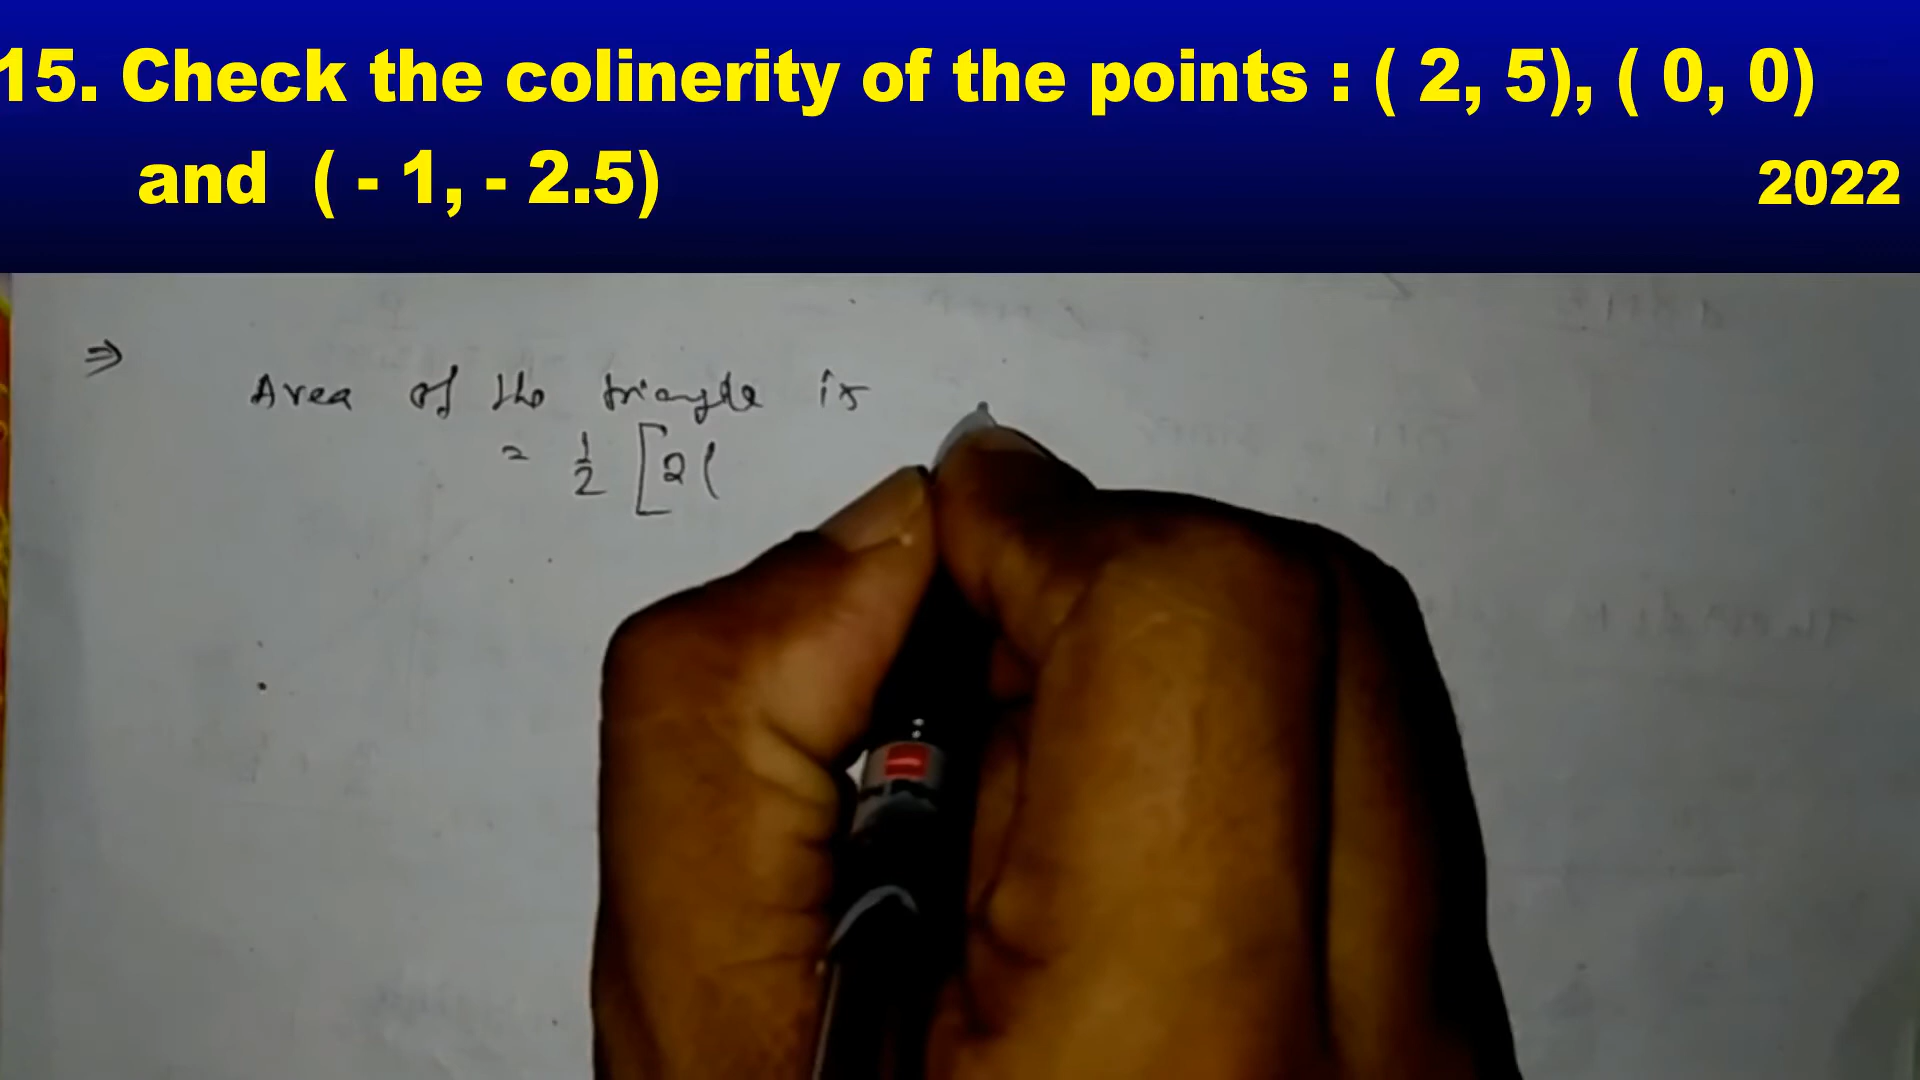 15. Check the colinerity of the points : ( 2, 5), ( 0, 0)
and ( - 1, - 2.5)
2022
⇒
Area of the triangle is
= 1/2 [2(